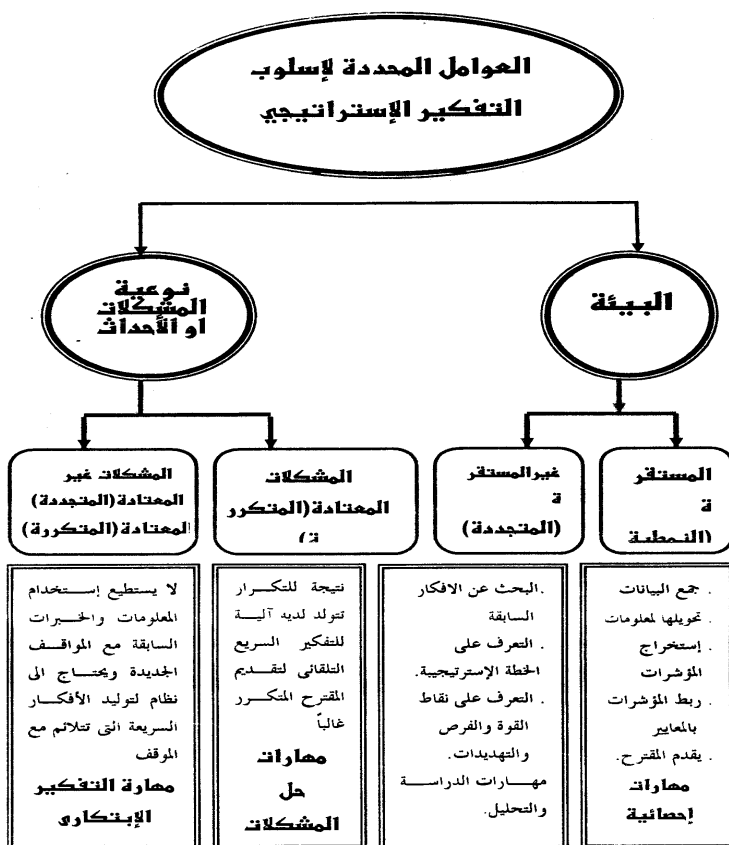 العوامل المحددة لإسلوب
التفكير الإستراتيجي
البيئة
نوعية
المشكلات
او الأحداث
المستقر
ة
(النمطية
غير المستقر
ة
(المتجددة)
المشكلات
المعتادة (المتكرر
ة)
المشكلات غير
المعتادة (المتجددة)
المعتادة (المتكررة)
. جمع البيانات
. تحويلها لمعلومات
. إستخراج
المؤشرات
. ربط المؤشرات
بالمعايير
. يقدم المقترح.
مهارات
إحصائية
.البحث عن الافكار
السابقة
. التعرف على
الخطة الإسترتيجيية.
. التعرف على نقاط
القوة والفرص
والتهديدات.
مهارات الدراسة
والتحليل.
نتيجة للتكرار
تتولد لديه آلية
للتفكير السريع
التلقائى لتقديم
المقترح المتكرر
غالباً
مهارات
حل
المشكلات
لا يستطيع إستخدام
المعلومات والخبرات
السابقة مع المواقف
الجديدة ويحتاج الى
نظام لتوليد الأفكار
السريعة التى تتلائم مع
الموقف
مهارة التفكير
الإبتكارى